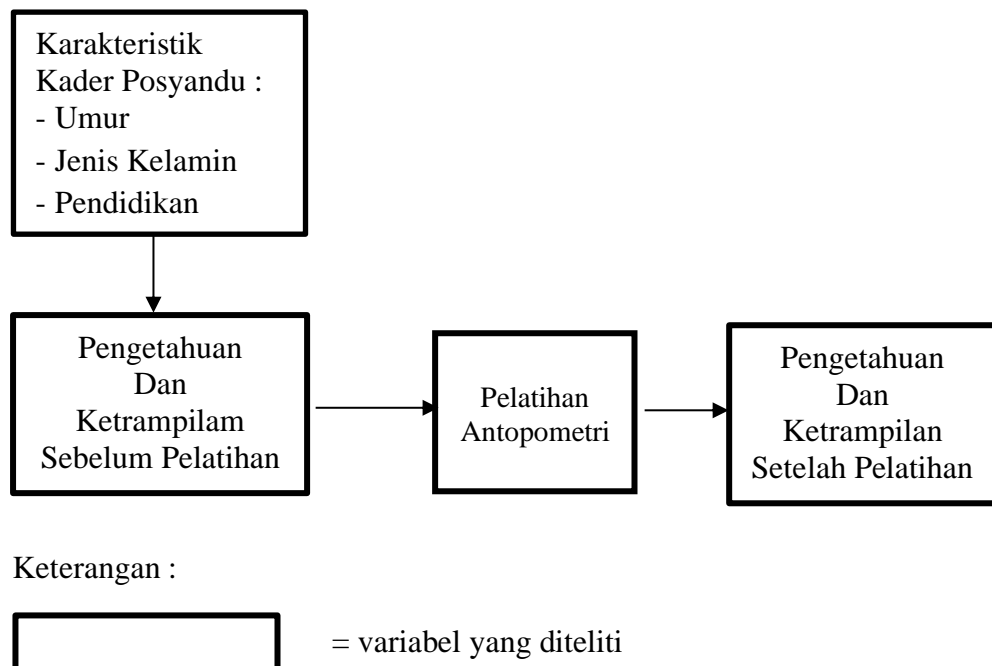 Karakteristik
Kader Posyandu :
- Umur
- Jenis Kelamin
- Pendidikan
Pengetahuan
Dan
Ketrampilam
Sebelum Pelatihan
Pelatihan
Antopometri
Pengetahuan
Dan
Ketrampilan
Setelah Pelatihan
Keterangan :
= variabel yang diteliti